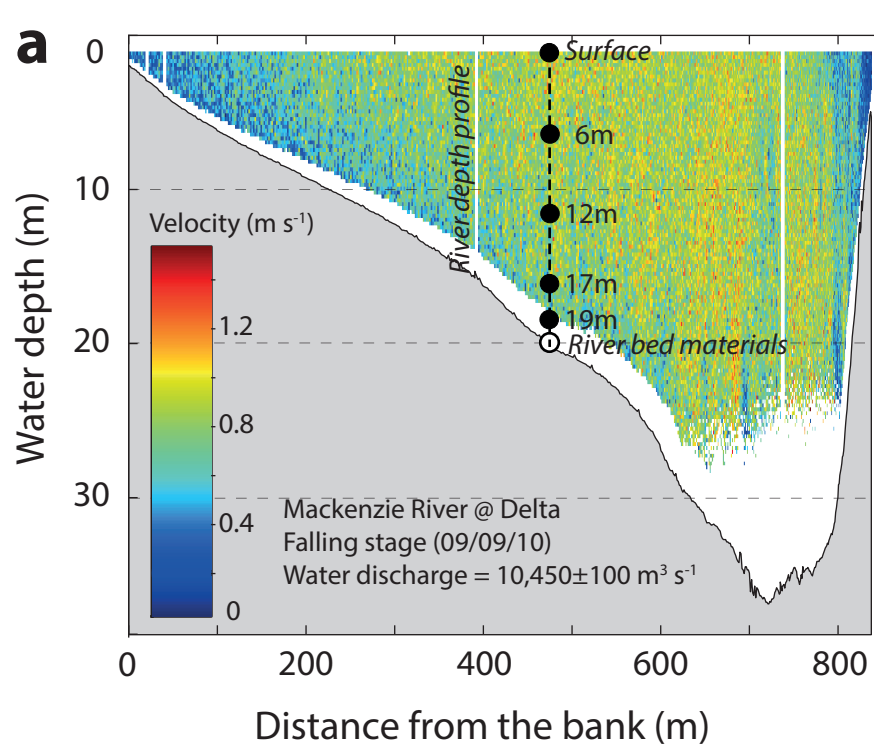 a
Water depth (m)
0
10
20
30
River depth profile
Surface
6m
12m
17m
19m
River bed materials
Velocity (m s⁻¹)
1.2
0.8
0.4
0
Mackenzie River @ Delta
Falling stage (09/09/10)
Water discharge = 10,450±100 m³ s⁻¹
0 200 400 600 800
Distance from the bank (m)